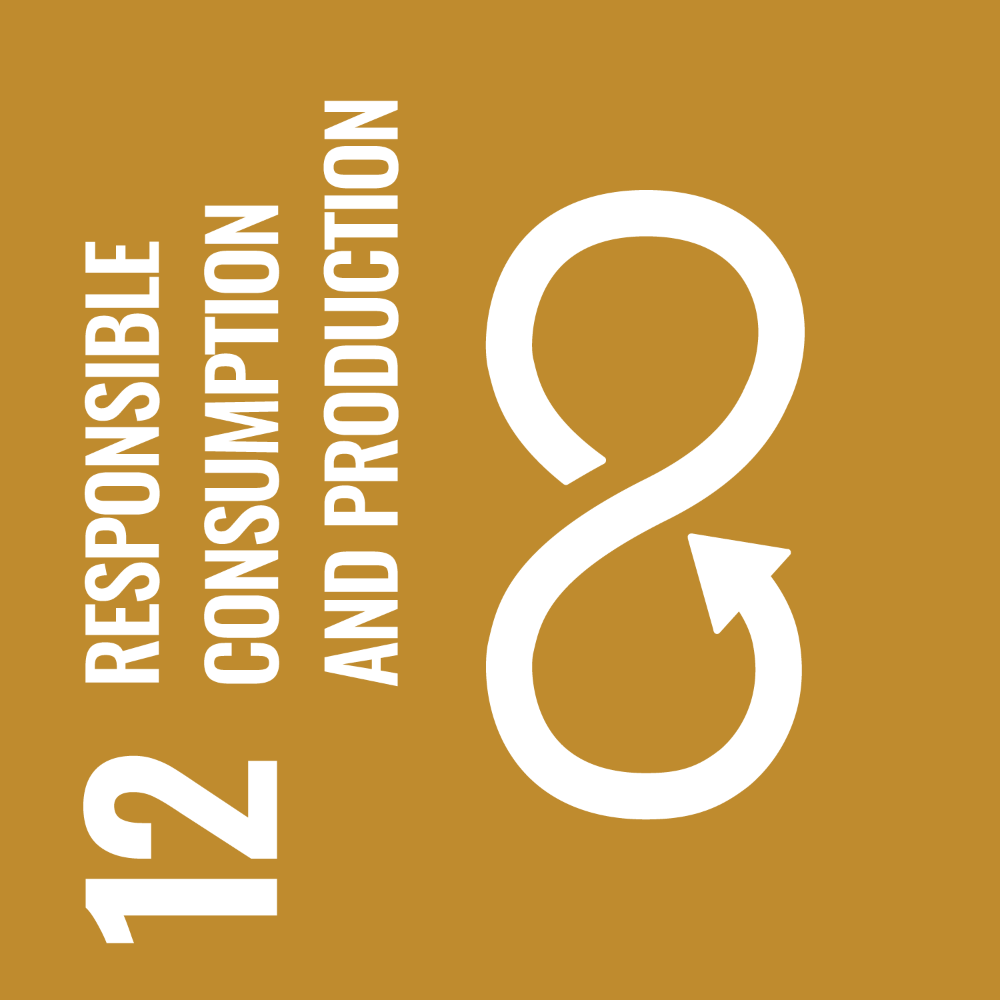 12
RESPONSIBLE
CONSUMPTION
AND PRODUCTION